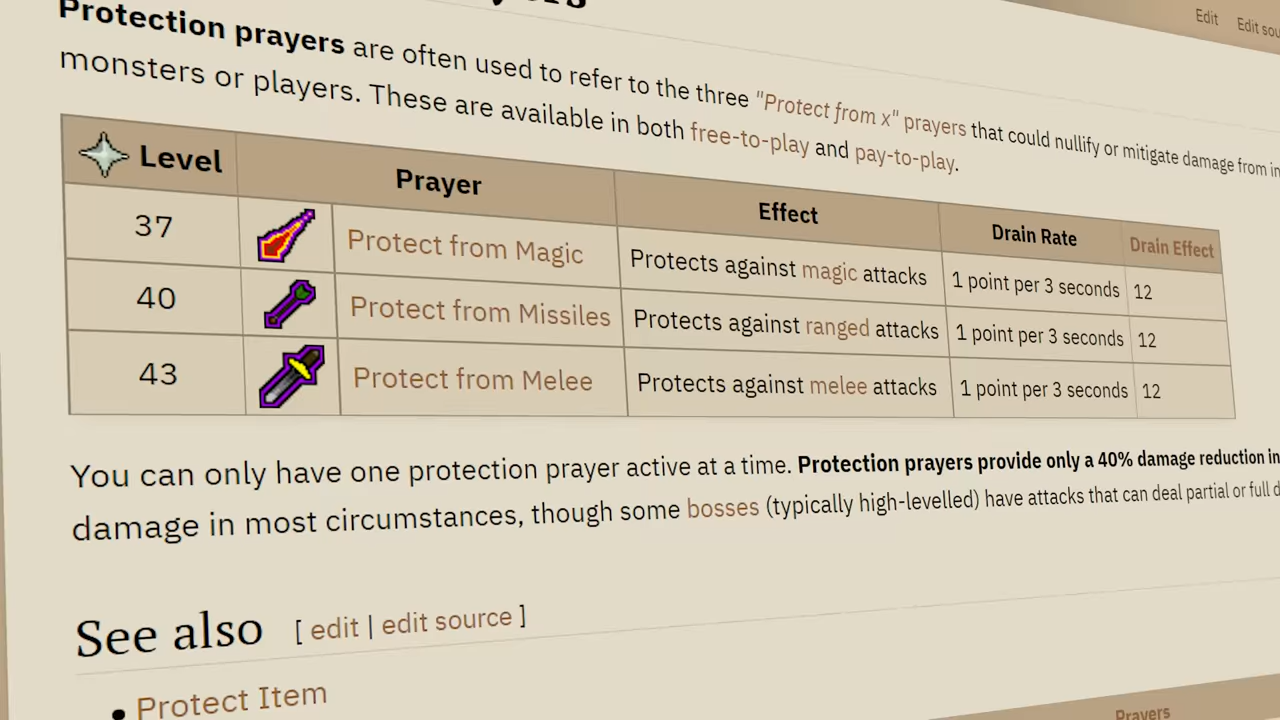 Edit Edit
Protection prayers are often used to refer to the three "Protect from x" prayers that could nullify or mitigate damage from
monsters or players. These are available in both free-to-play and pay-to-play.
Level Prayer Effect Drain Rate Drain Effect
37 Protect from Magic Protects against magic attacks 1 point per 3 seconds 12
40 Protect from Missiles Protects against ranged attacks 1 point per 3 seconds 12
43 Protect from Melee Protects against melee attacks 1 point per 3 seconds 12
You can only have one protection prayer active at a time. Protection prayers provide only a 40% damage reduction in
damage in most circumstances, though some bosses (typically high-levelled) have attacks that can deal partial or full
See also [ edit | edit source ]
• Protect Item
Prayers